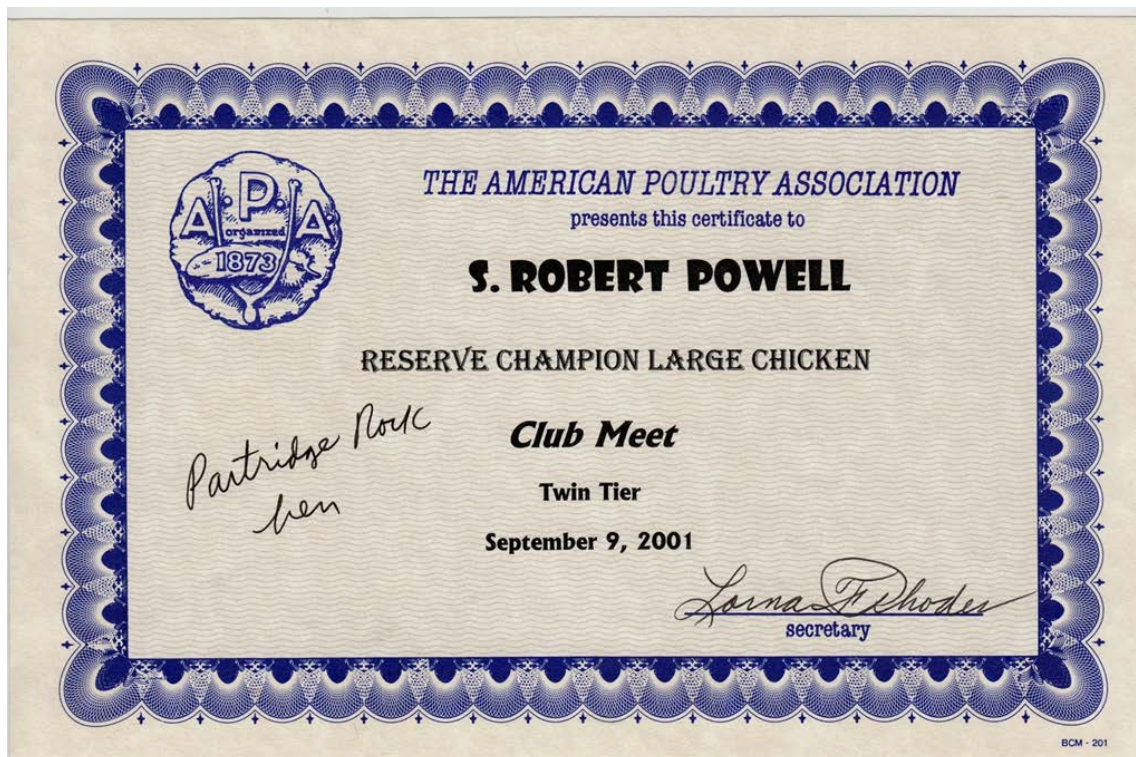 A.P.A.
organized
1873
THE AMERICAN POULTRY ASSOCIATION
presents this certificate to
S. ROBERT POWELL
RESERVE CHAMPION LARGE CHICKEN
Partridge Rock
hen
Club Meet
Twin Tier
September 9, 2001
Lorna F Rhodes
secretary
BCM - 201